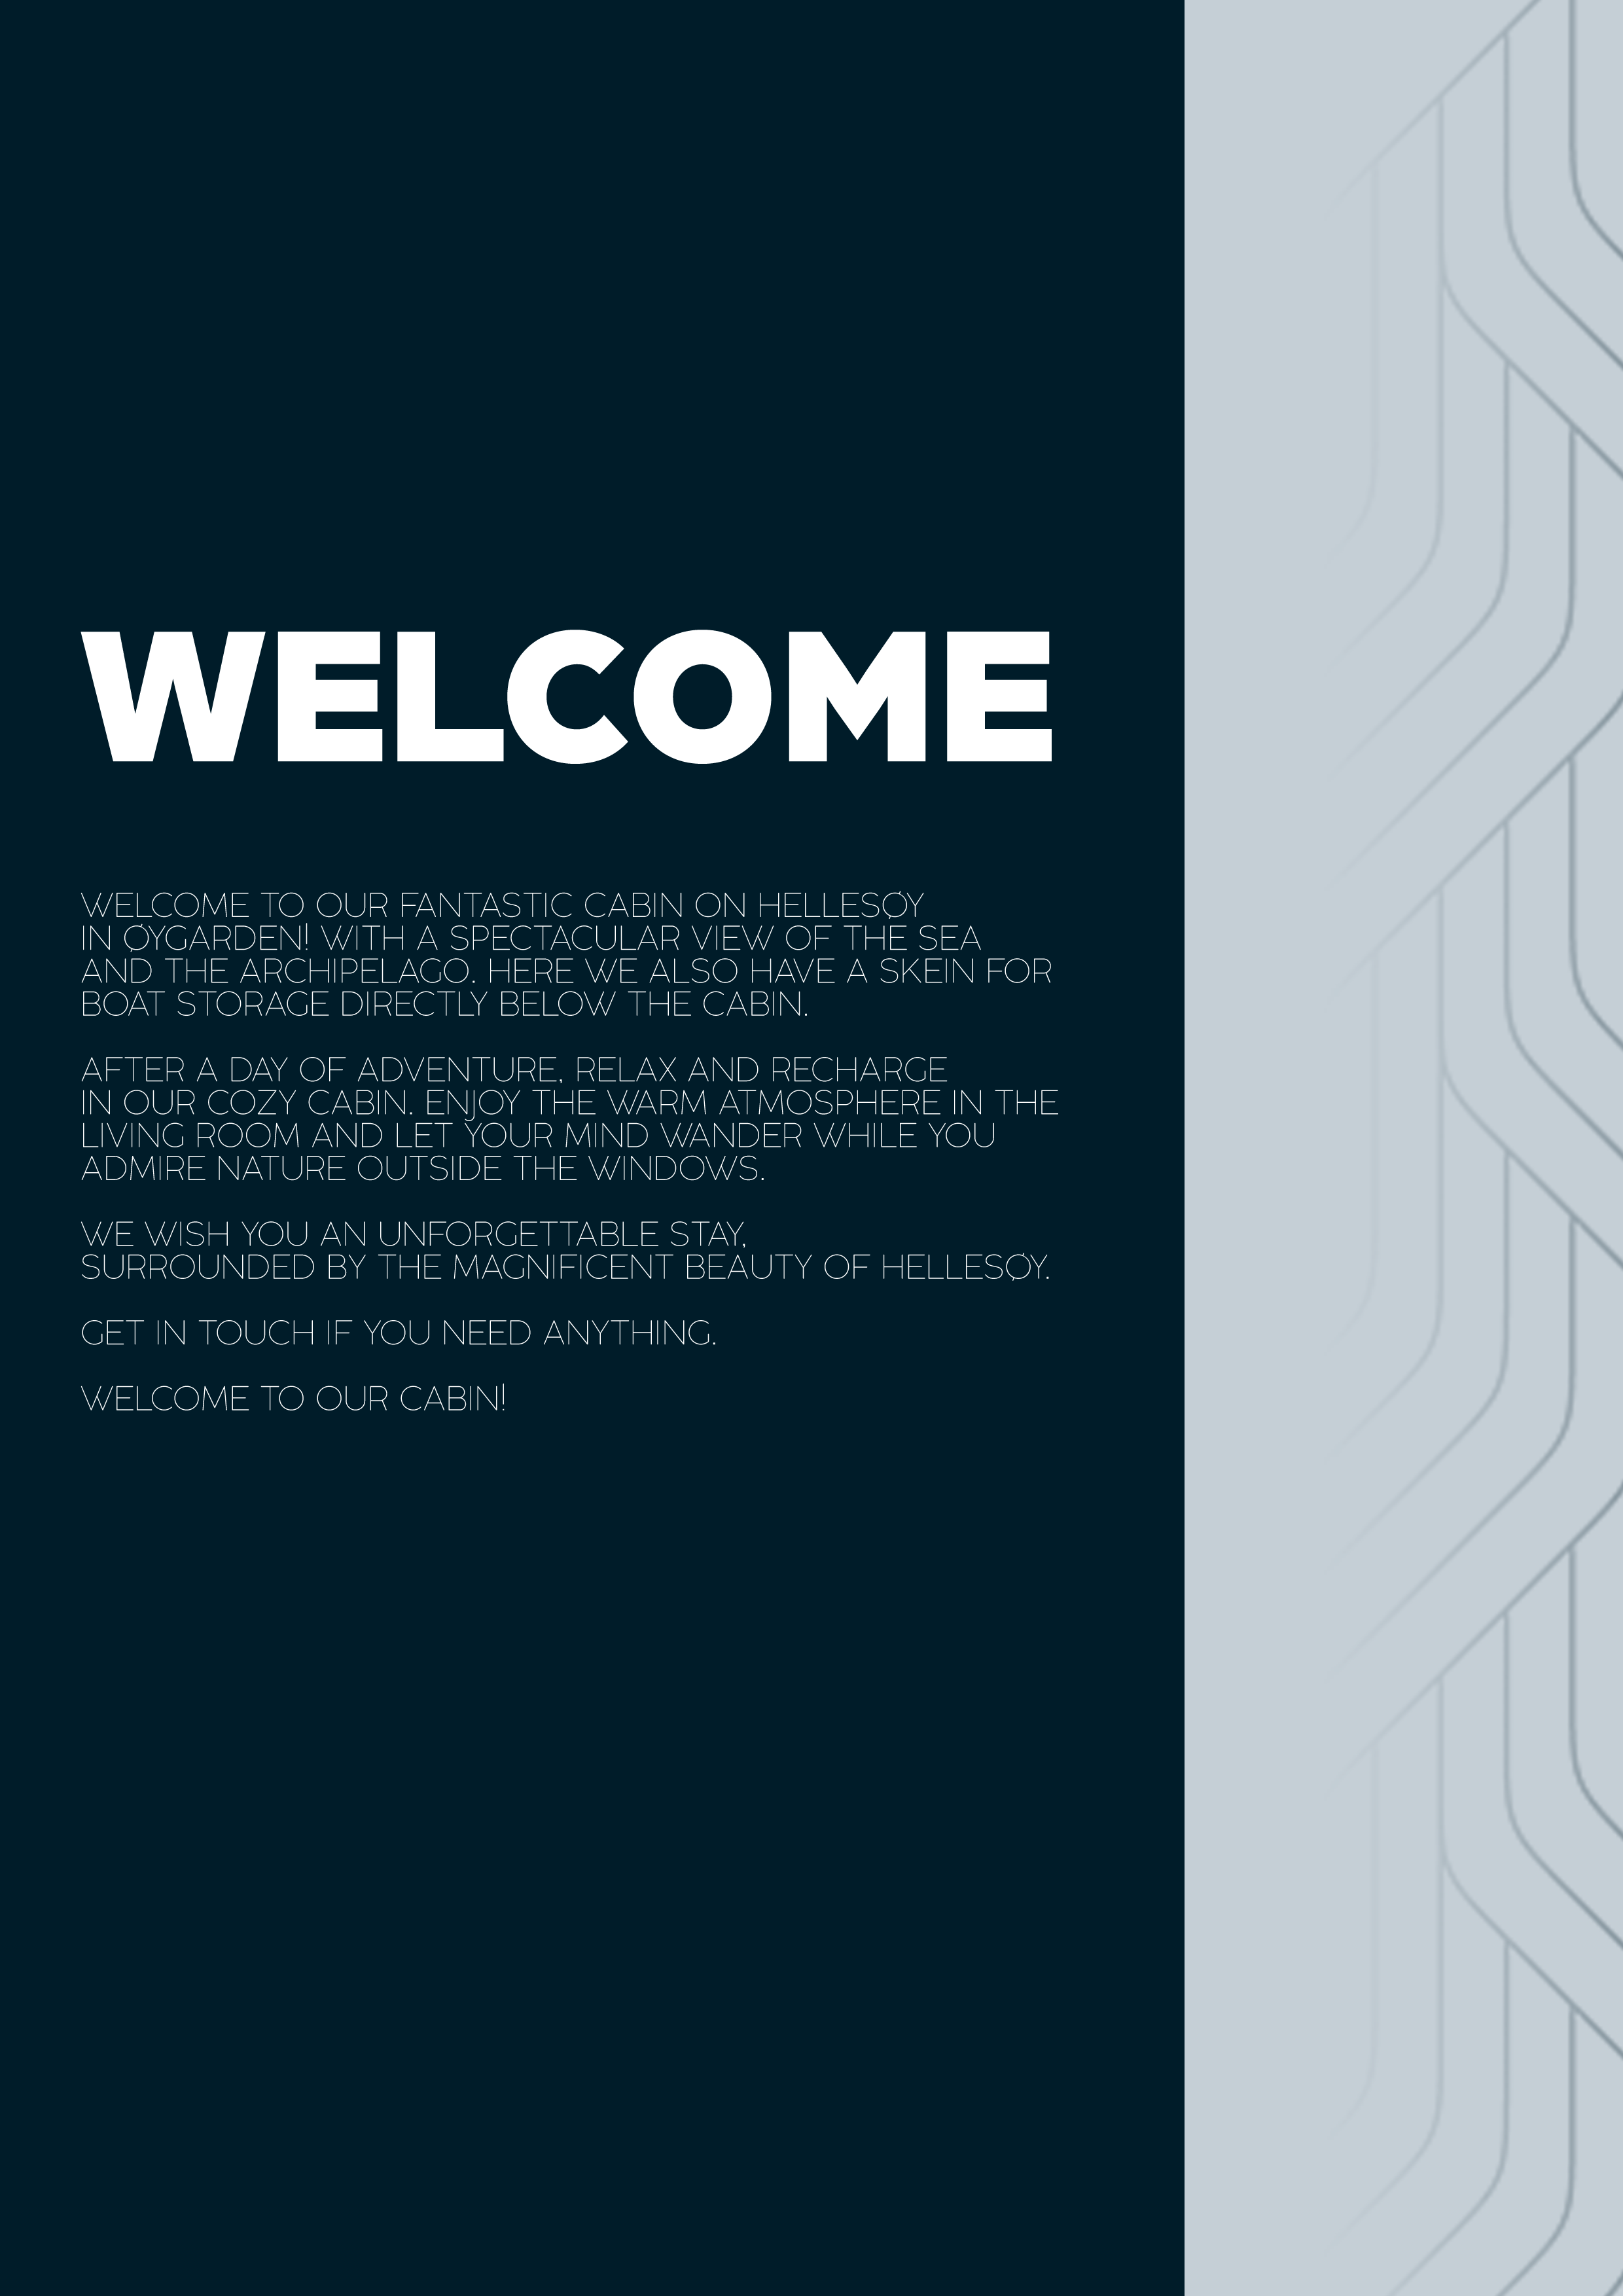 WELCOME
WELCOME TO OUR FANTASTIC CABIN ON HELLESØY
IN ØYGARDEN! WITH A SPECTACULAR VIEW OF THE SEA
AND THE ARCHIPELAGO. HERE WE ALSO HAVE A SKEIN FOR
BOAT STORAGE DIRECTLY BELOW THE CABIN.
AFTER A DAY OF ADVENTURE, RELAX AND RECHARGE
IN OUR COZY CABIN. ENJOY THE WARM ATMOSPHERE IN THE
LIVING ROOM AND LET YOUR MIND WANDER WHILE YOU
ADMIRE NATURE OUTSIDE THE WINDOWS.
WE WISH YOU AN UNFORGETTABLE STAY,
SURROUNDED BY THE MAGNIFICENT BEAUTY OF HELLESØY.
GET IN TOUCH IF YOU NEED ANYTHING.
WELCOME TO OUR CABIN!